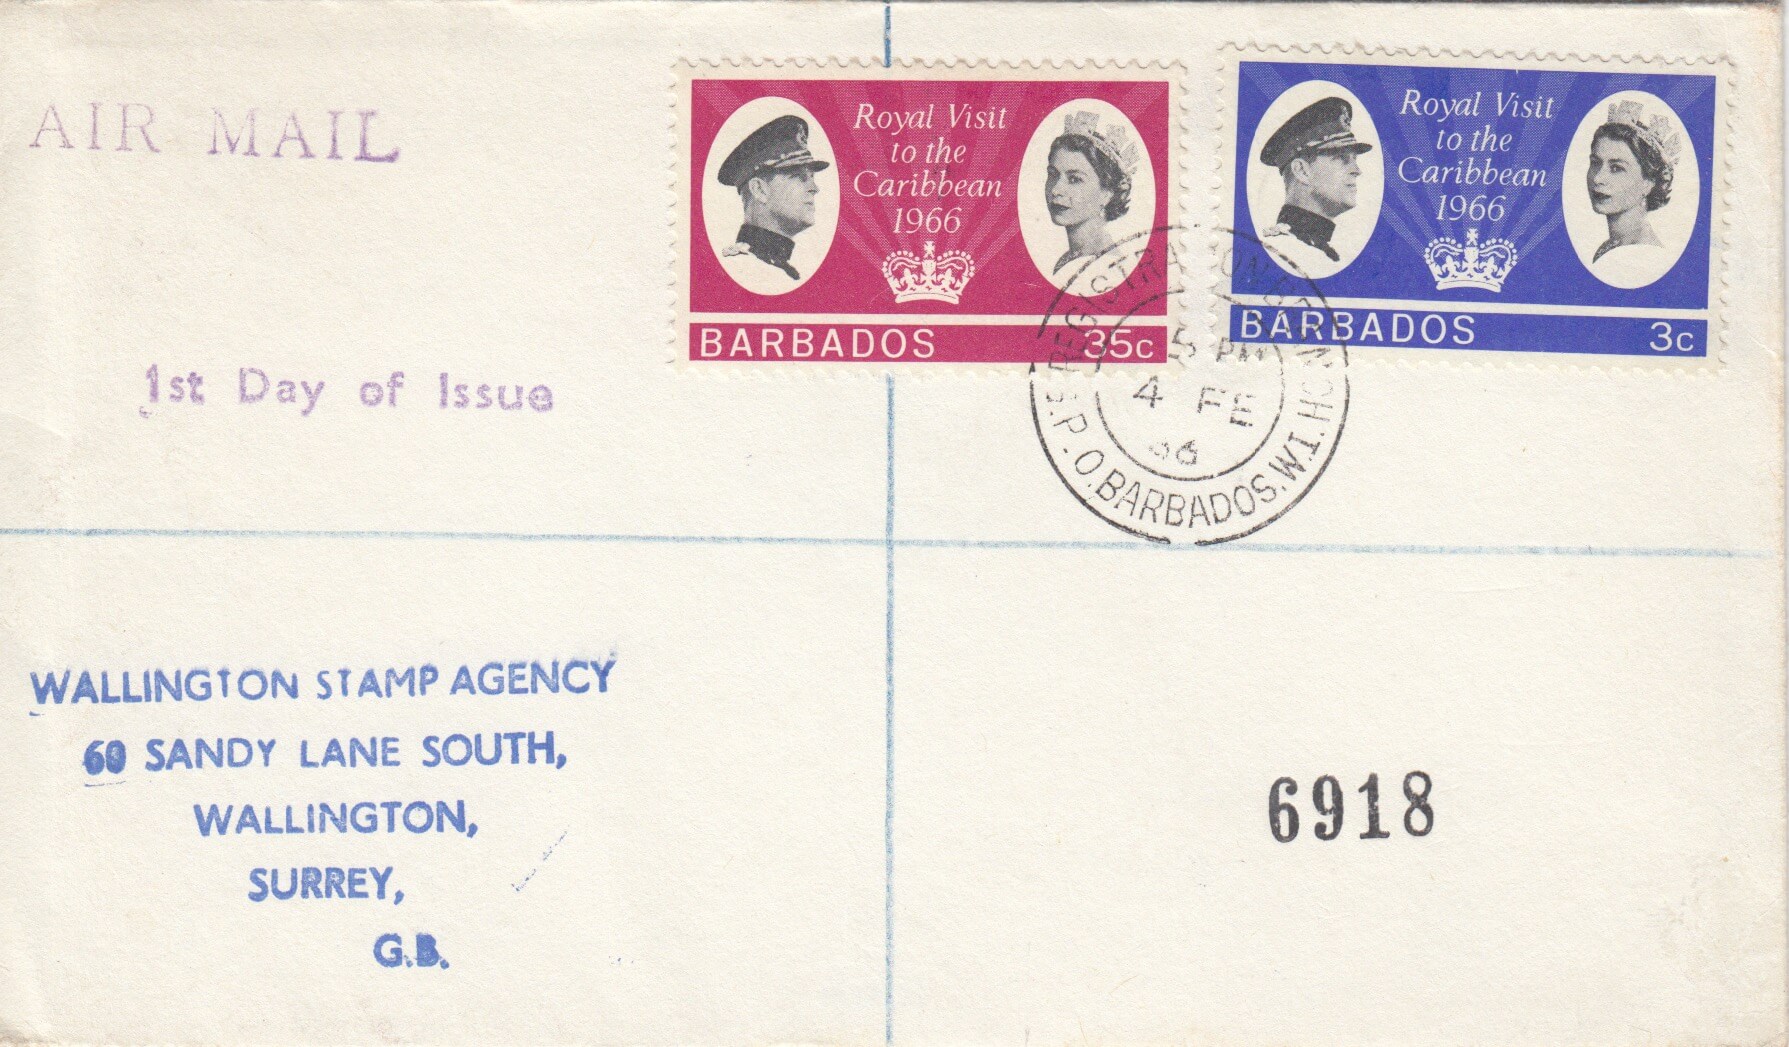 AIR MAIL
Royal Visit
to the
Caribbean
1966
BARBADOS 35c
Royal Visit
to the
Caribbean
1966
BARBADOS 3c
1st Day of Issue
5 PM
4 FE
66
G.P.O. BARBADOS. W.I.
WALLINGTON STAMP AGENCY
60 SANDY LANE SOUTH,
WALLINGTON,
SURREY,
G.B.
6918